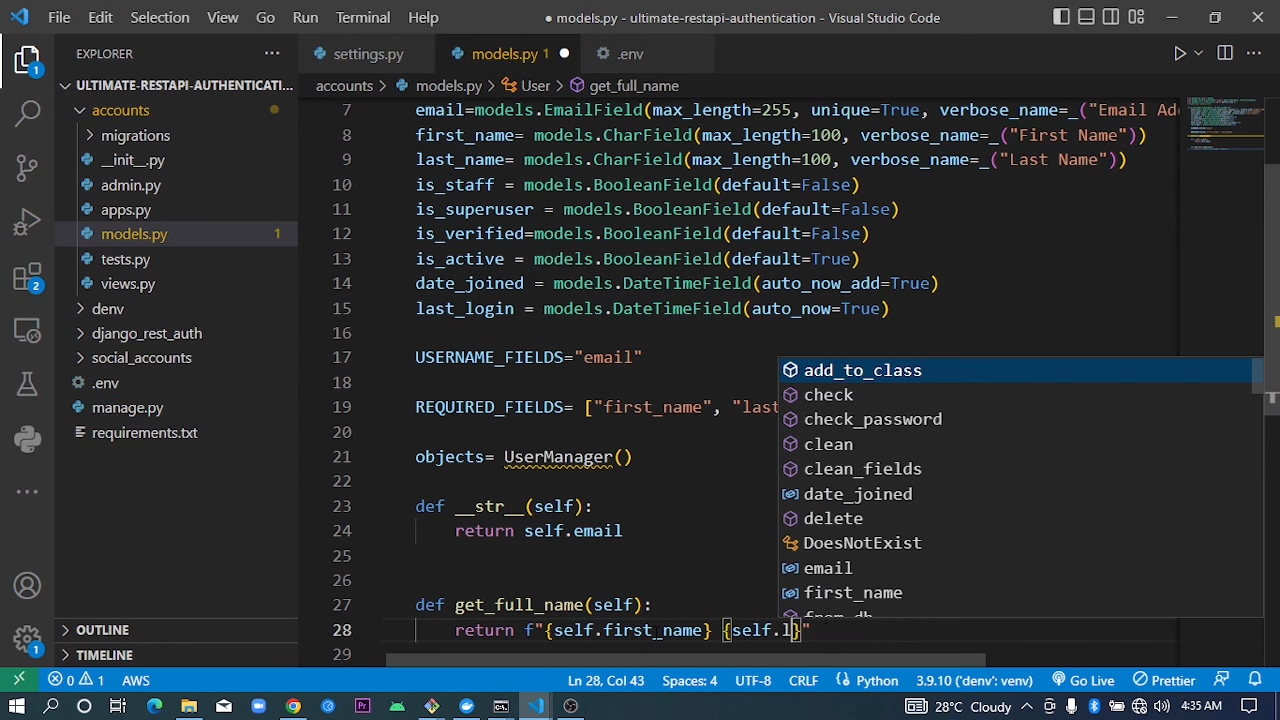 File Edit Selection View Go Run Terminal Help
● models.py - ultimate-restapi-authentication - Visual Studio Code
EXPLORER
settings.py
models.py 1
.env
ULTIMATE-RESTAPI-AUTHENTICATI...
accounts > models.py > User > get_full_name
accounts
migrations
__init__.py
admin.py
apps.py
models.py 1
tests.py
views.py
denv
django_rest_auth
social_accounts
.env
manage.py
requirements.txt
OUTLINE
TIMELINE
1
2
1
7 email=models.EmailField(max_length=255, unique=True, verbose_name=_("Email Ad
8 first_name= models.CharField(max_length=100, verbose_name=_("First Name"))
9 last_name= models.CharField(max_length=100, verbose_name=_("Last Name"))
10 is_staff = models.BooleanField(default=False)
11 is_superuser = models.BooleanField(default=False)
12 is_verified=models.BooleanField(default=False)
13 is_active = models.BooleanField(default=True)
14 date_joined = models.DateTimeField(auto_now_add=True)
15 last_login = models.DateTimeField(auto_now=True)
16
17 USERNAME_FIELDS="email"
18
19 REQUIRED_FIELDS= ["first_name", "last
20
21 objects= UserManager()
22
23 def __str__(self):
24 return self.email
25
26
27 def get_full_name(self):
28 return f"{self.first_name} {self.l}"
29
add_to_class
check
check_password
clean
clean_fields
date_joined
delete
DoesNotExist
email
first_name
from_db
0 1 AWS Ln 28, Col 43 Spaces: 4 UTF-8 CRLF Python 3.9.10 ('denv': venv) Go Live Prettier
28°C Cloudy 4:35 AM